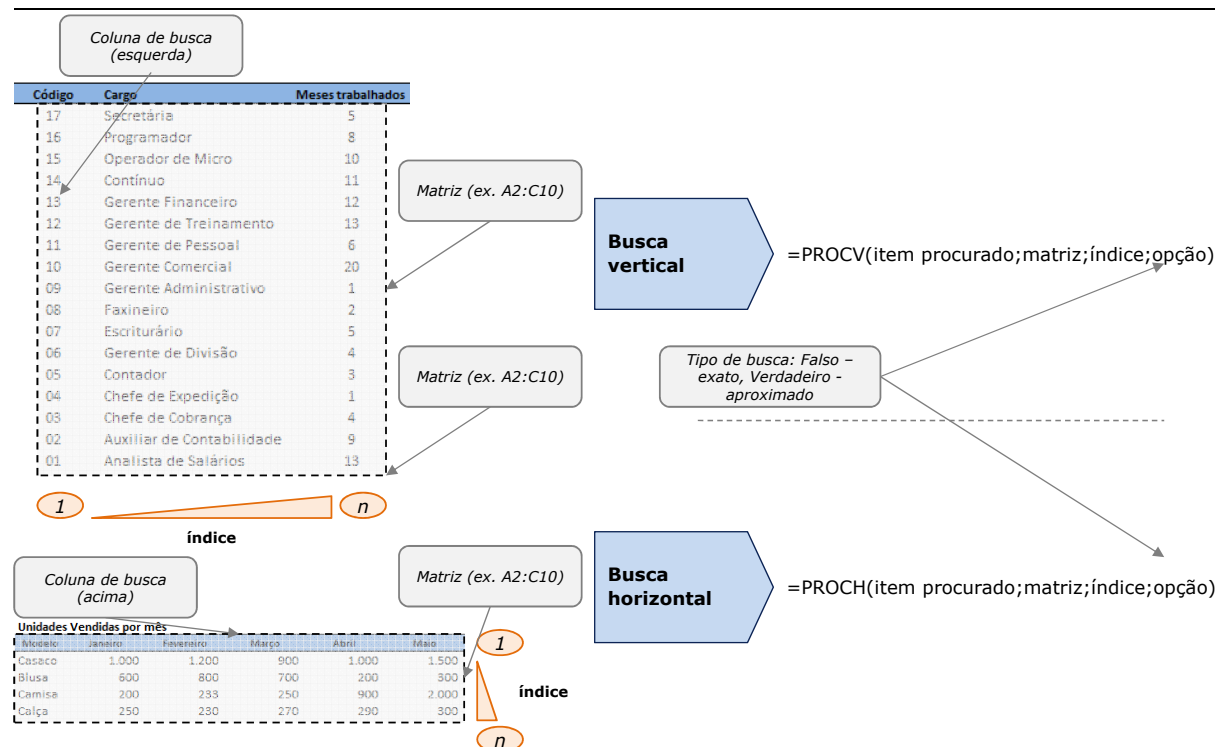 Coluna de busca
(esquerda)
Código Cargo Meses trabalhados
17 Secretária 5
16 Programador 8
15 Operador de Micro 10
14 Contínuo 11
13 Gerente Financeiro 12
12 Gerente de Treinamento 13
11 Gerente de Pessoal 6
10 Gerente Comercial 20
09 Gerente Administrativo 1
08 Faxineiro 2
07 Escriturário 5
06 Gerente de Divisão 4
05 Contador 3
04 Chefe de Expedição 1
03 Chefe de Cobrança 4
02 Auxiliar de Contabilidade 9
01 Analista de Salários 13
Matriz (ex. A2:C10)
Matriz (ex. A2:C10)
1 n
índice
Busca
vertical
=PROCV(item procurado;matriz;índice;opção)
Tipo de busca: Falso –
exato, Verdadeiro -
aproximado
Coluna de busca
(acima)
Matriz (ex. A2:C10)
Unidades Vendidas por mês
Modelo Janeiro Fevereiro Março Abril Maio
Casaco 1.000 1.200 900 1.000 1.500
Blusa 600 800 700 200 300
Camisa 200 233 250 900 2.000
Calça 250 230 270 290 300
1
índice
n
Busca
horizontal
=PROCH(item procurado;matriz;índice;opção)